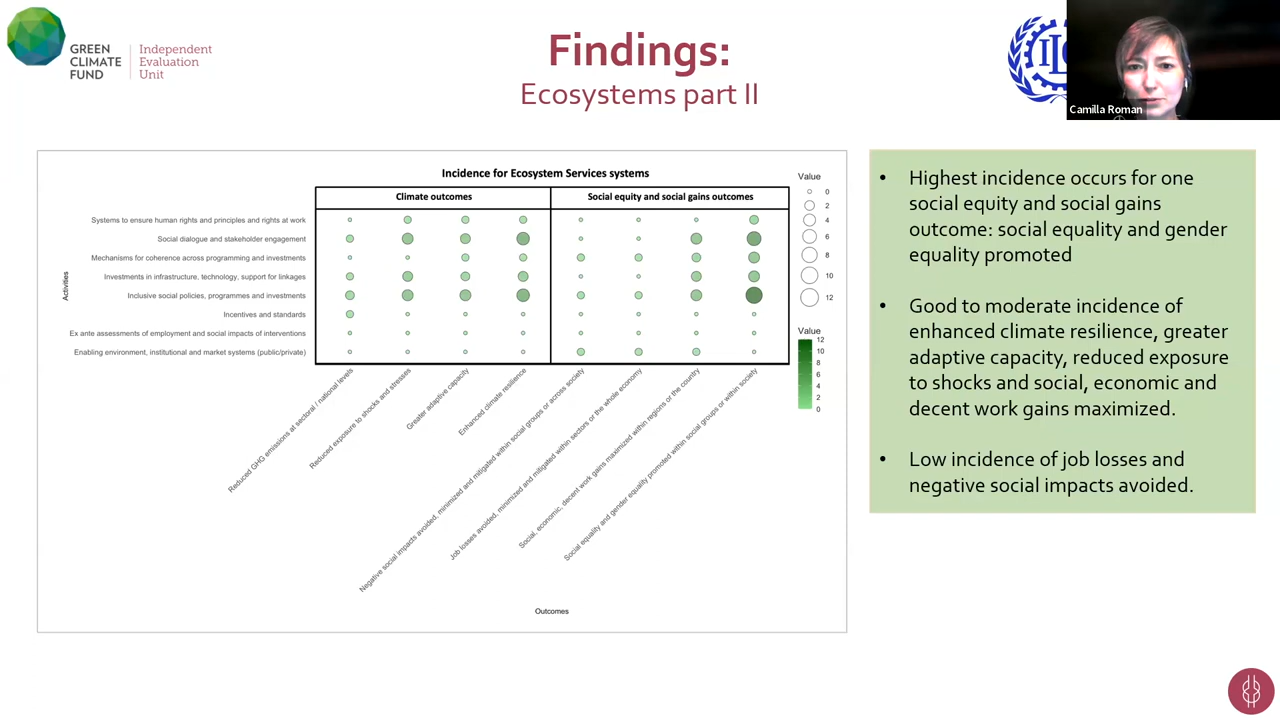 GREEN
CLIMATE
FUND
Independent
Evaluation
Unit
Findings:
Ecosystems part II
Camilla Roman
Incidence for Ecosystem Services systems
Climate outcomes
Social equity and social gains outcomes
Activities
Systems to ensure human rights and principles and rights at work
Social dialogue and stakeholder engagement
Mechanisms for coherence across programming and investments
Investments in infrastructure, technology, support for linkages
Inclusive social policies, programmes and investments
Incentives and standards
Ex ante assessments of employment and social impacts of interventions
Enabling environment, institutional and market systems (public/private)
Reduced GHG emissions at sectoral / national levels
Reduced exposure to shocks and stresses
Greater adaptive capacity
Enhanced climate resilience
Negative social impacts avoided, minimized and mitigated within social groups or across society
Job losses avoided, minimized and mitigated within sectors or the whole economy
Social, economic, decent work gains maximized within regions or the country
Social equality and gender equality promoted within social groups or within society
Outcomes
Value
0
2
4
6
8
10
12
Value
12
10
8
6
4
2
0
• Highest incidence occurs for one
social equity and social gains
outcome: social equality and gender
equality promoted
• Good to moderate incidence of
enhanced climate resilience, greater
adaptive capacity, reduced exposure
to shocks and social, economic and
decent work gains maximized.
• Low incidence of job losses and
negative social impacts avoided.